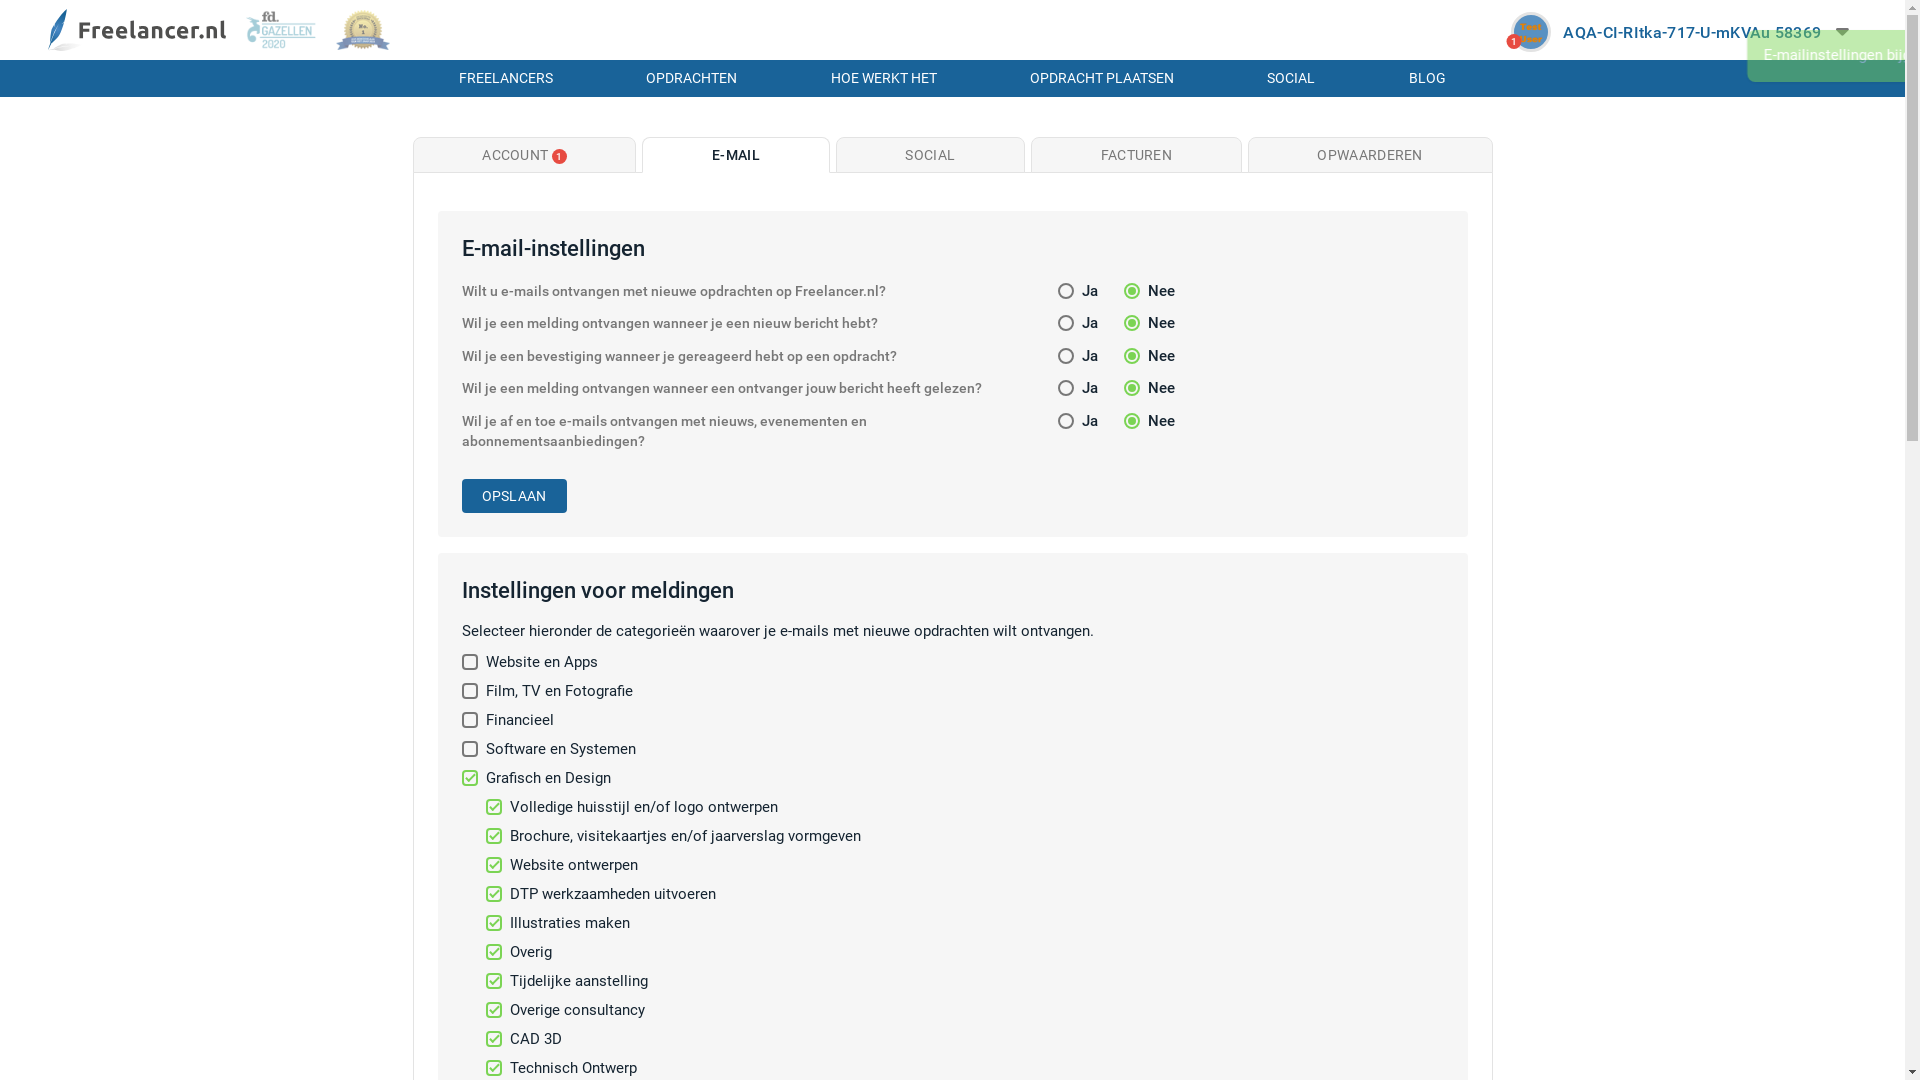 Freelancer.nl
fd.
GAZELLEN
2020
No.
1
1
AQA-CI-RItka-717-U-mKVAu 58369
E-mailinstellingen
FREELANCERS
OPDRACHTEN
HOE WERKT HET
OPDRACHT PLAATSEN
SOCIAL
BLOG
ACCOUNT 1
E-MAIL
SOCIAL
FACTUREN
OPWAARDEREN
E-mail-instellingen
Wilt u e-mails ontvangen met nieuwe opdrachten op Freelancer.nl? Ja Nee
Wil je een melding ontvangen wanneer je een nieuw bericht hebt? Ja Nee
Wil je een bevestiging wanneer je gereageerd hebt op een opdracht? Ja Nee
Wil je een melding ontvangen wanneer een ontvanger jouw bericht heeft gelezen? Ja Nee
Wil je af en toe e-mails ontvangen met nieuws, evenementen en Ja Nee
abonnementsaanbiedingen?
OPSLAAN
Instellingen voor meldingen
Selecteer hieronder de categorieën waarover je e-mails met nieuwe opdrachten wilt ontvangen.
Website en Apps
Film, TV en Fotografie
Financieel
Software en Systemen
Grafisch en Design
Volledige huisstijl en/of logo ontwerpen
Brochure, visitekaartjes en/of jaarverslag vormgeven
Website ontwerpen
DTP werkzaamheden uitvoeren
Illustraties maken
Overig
Tijdelijke aanstelling
Overige consultancy
CAD 3D
Technisch Ontwerp